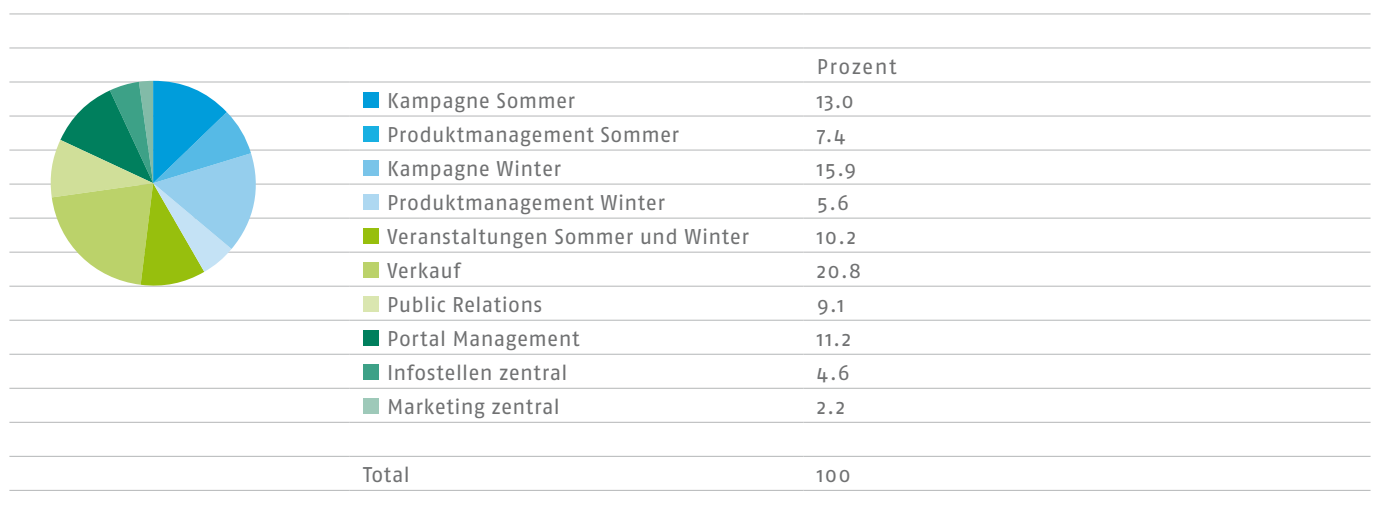 Prozent
Kampagne Sommer 13.0
Produktmanagement Sommer 7.4
Kampagne Winter 15.9
Produktmanagement Winter 5.6
Veranstaltungen Sommer und Winter 10.2
Verkauf 20.8
Public Relations 9.1
Portal Management 11.2
Infostellen zentral 4.6
Marketing zentral 2.2
Total 100